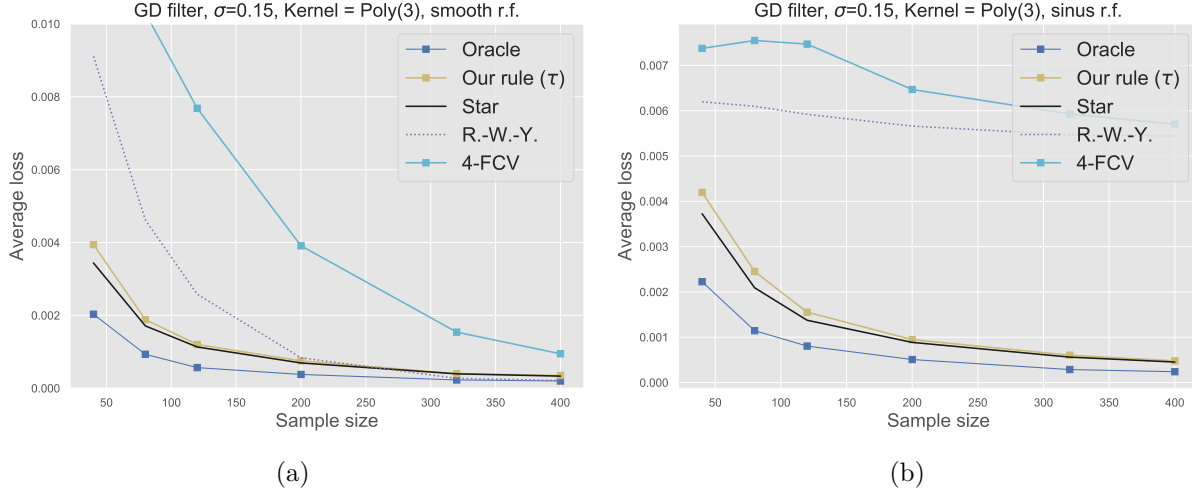 GD filter, σ=0.15, Kernel = Poly(3), smooth r.f.
0.010
0.008
0.006
0.004
0.002
0.000
Average loss
50 100 150 200 250 300 350 400
Sample size
Oracle
Our rule (τ)
Star
R.-W.-Y.
4-FCV
(a)
GD filter, σ=0.15, Kernel = Poly(3), sinus r.f.
0.007
0.006
0.005
0.004
0.003
0.002
0.001
0.000
Average loss
50 100 150 200 250 300 350 400
Sample size
Oracle
Our rule (τ)
Star
R.-W.-Y.
4-FCV
(b)